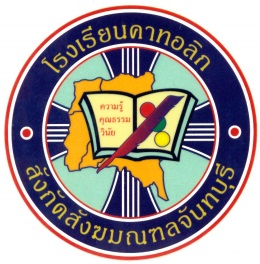 โรงเรียนคาทอลิก
ความรู้
คุณธรรม
วินัย
สังกัดสังฆมณฑลจันทบุรี